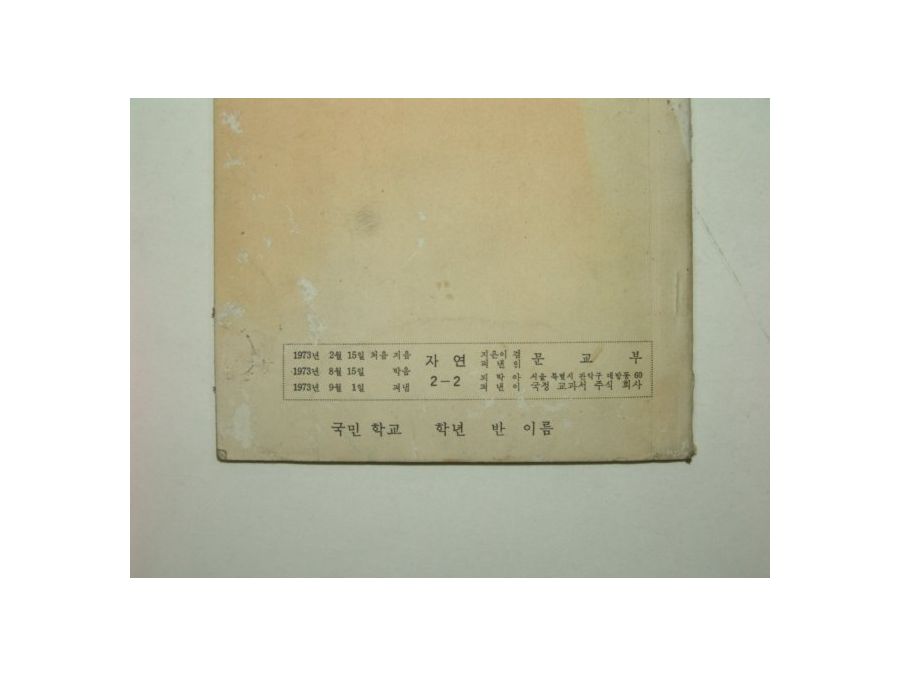 1973년 2월 15일 처음 지음
1973년 8월 15일 박음
1973년 9월 1일 펴냄
자 연
2-2
지은이 겸
펴낸이
문 교 부
박아
펴낸이
서울 특별시 관악구 대방동 60
국정 교과서 주식 회사
국민 학교 학년 반 이름